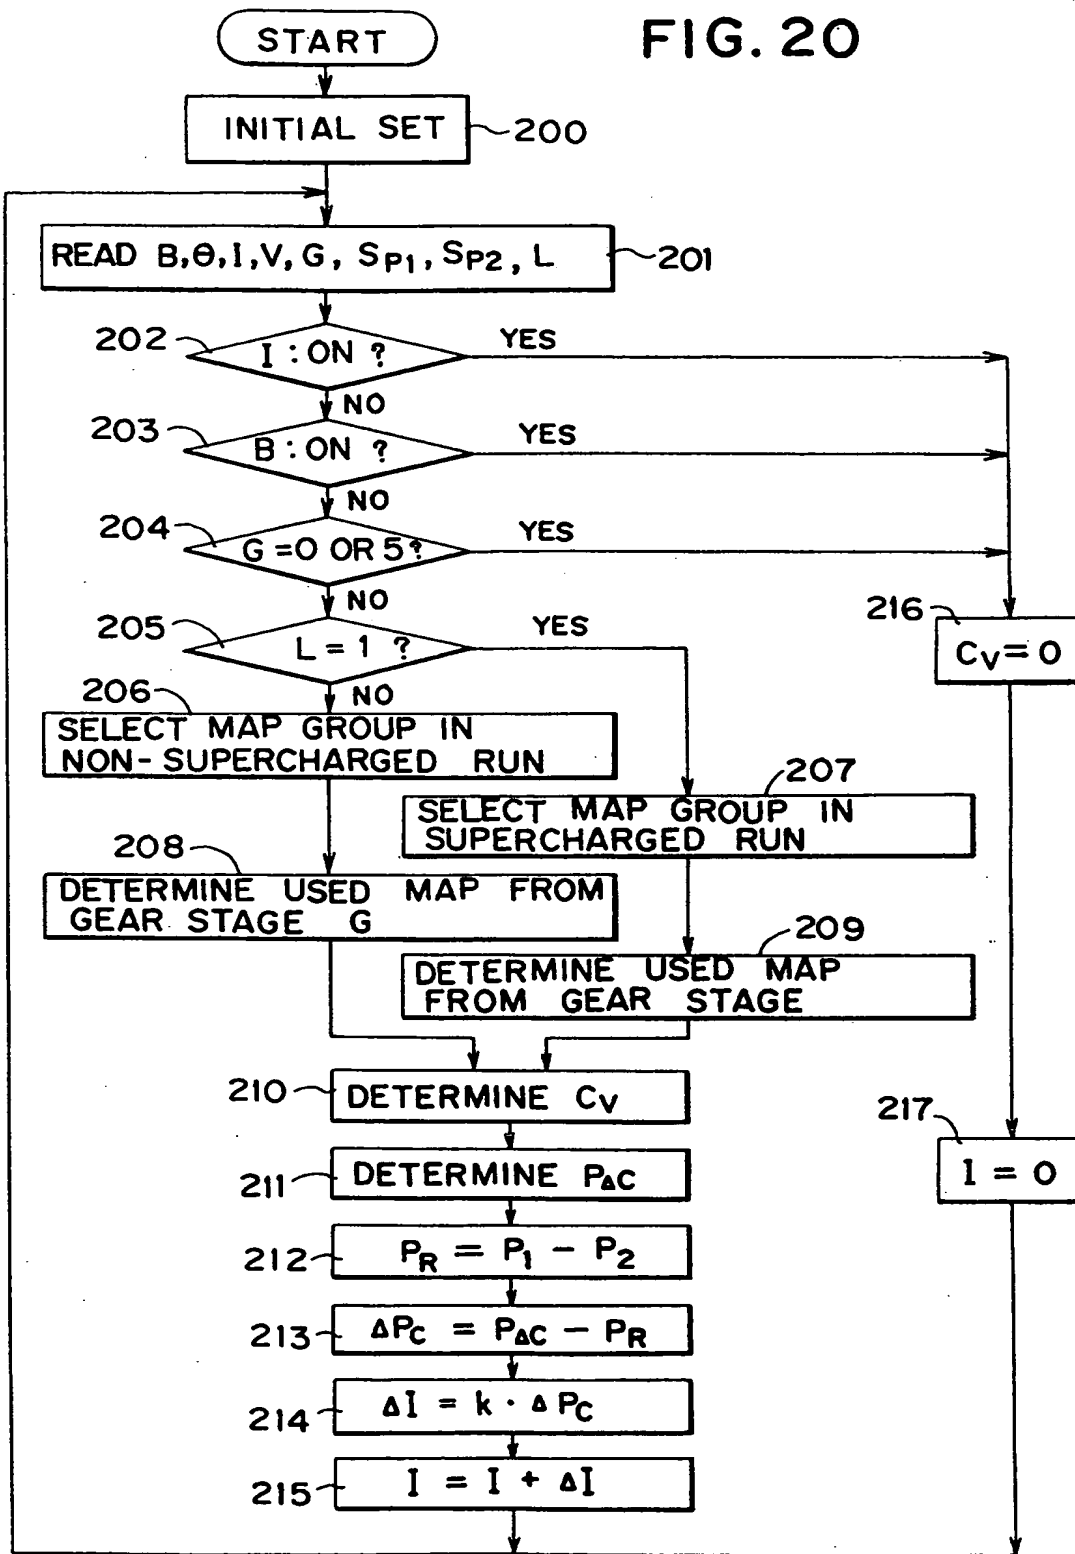 FIG. 20
START
INITIAL SET
200
READ B,θ,I,V,G, SP1, SP2, L
201
202
I : ON ?
YES
NO
203
B : ON ?
YES
NO
204
G = 0 OR 5 ?
YES
NO
205
L = 1 ?
YES
NO
216
CV = 0
206
SELECT MAP GROUP IN
NON-SUPERCHARGED RUN
207
SELECT MAP GROUP IN
SUPERCHARGED RUN
208
DETERMINE USED MAP FROM
GEAR STAGE G
209
DETERMINE USED MAP
FROM GEAR STAGE
210
DETERMINE CV
217
I = 0
211
DETERMINE PΔC
212
PR = P1 − P2
213
ΔPC = PΔC − PR
214
ΔI = k · ΔPC
215
I = I + ΔI